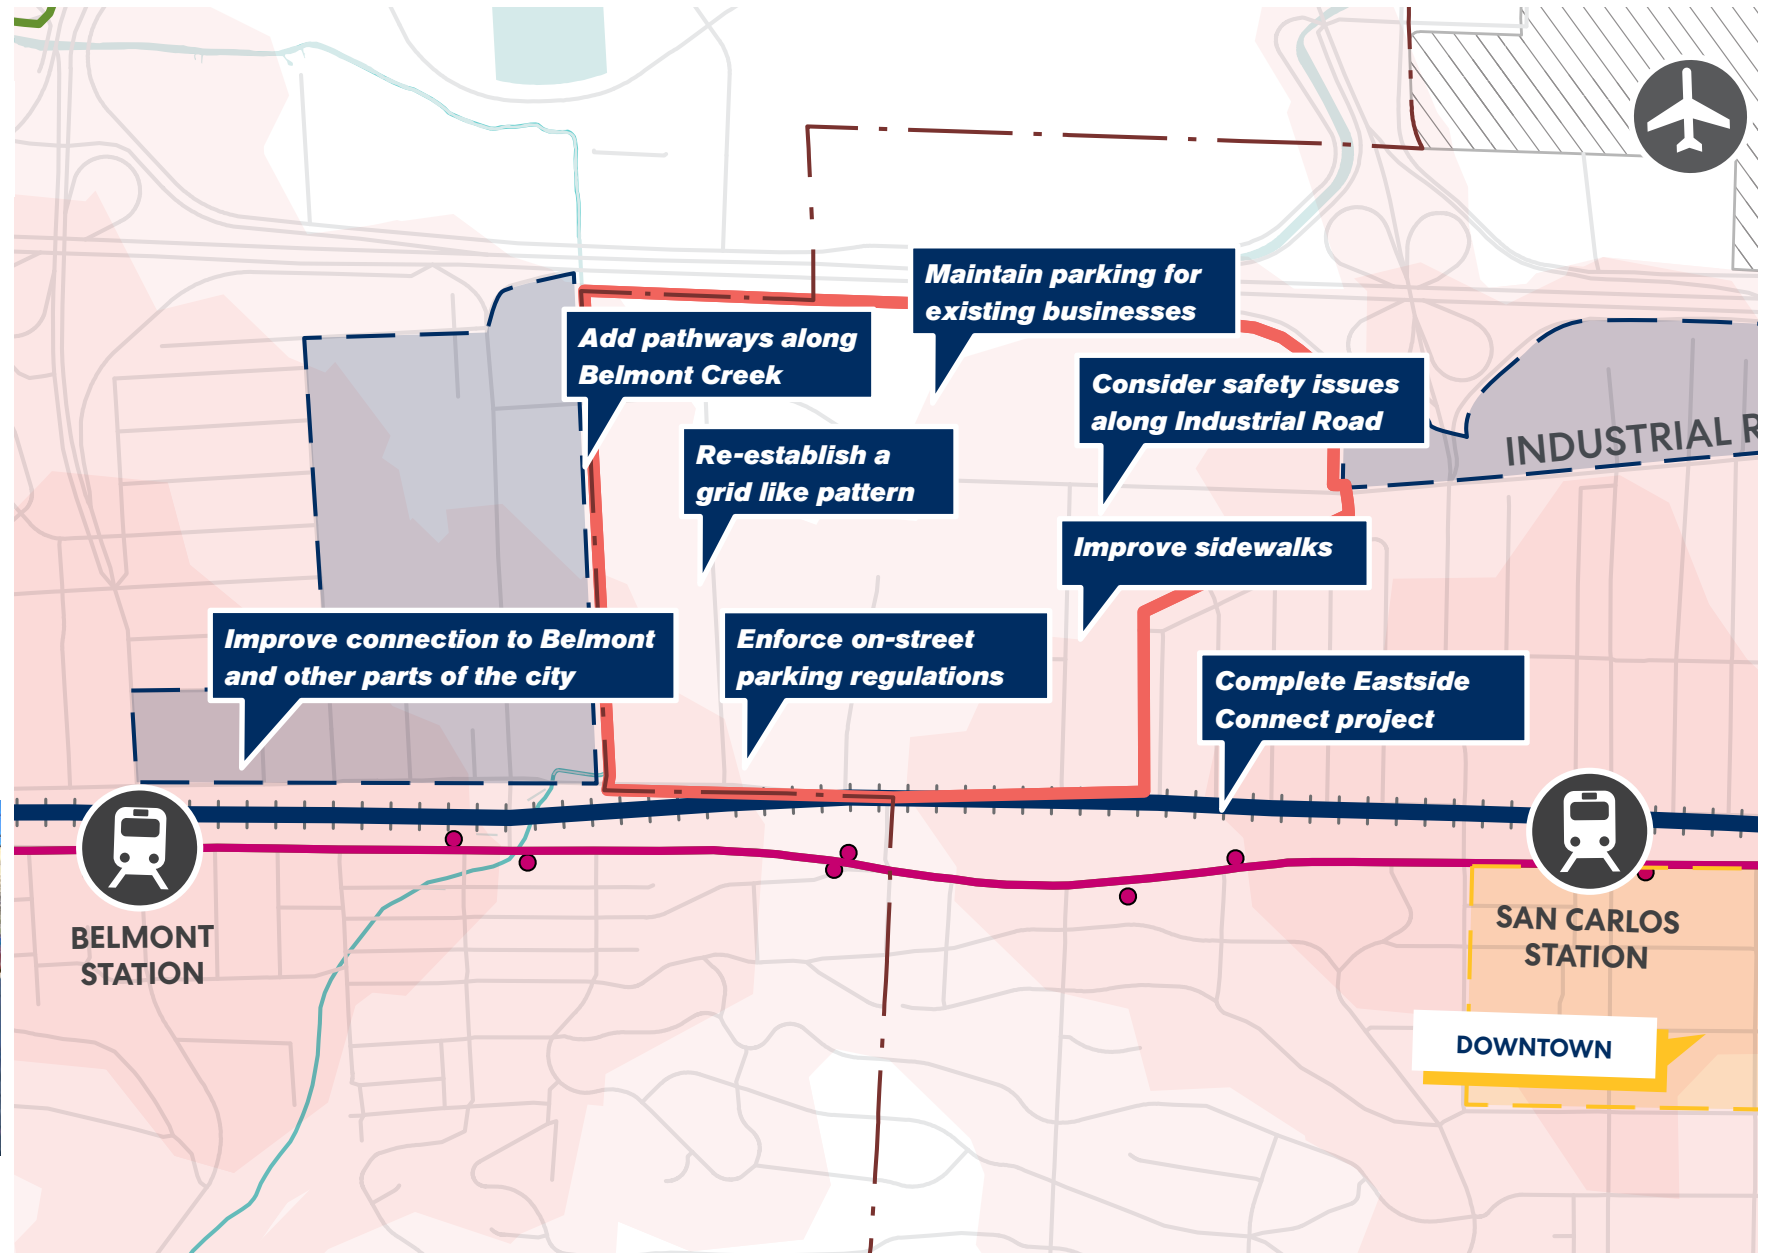 Maintain parking for
existing businesses
Add pathways along
Belmont Creek
Consider safety issues
along Industrial Road
INDUSTRIAL R
Re-establish a
grid like pattern
Improve sidewalks
Improve connection to Belmont
and other parts of the city
Enforce on-street
parking regulations
Complete Eastside
Connect project
BELMONT
STATION
SAN CARLOS
STATION
DOWNTOWN